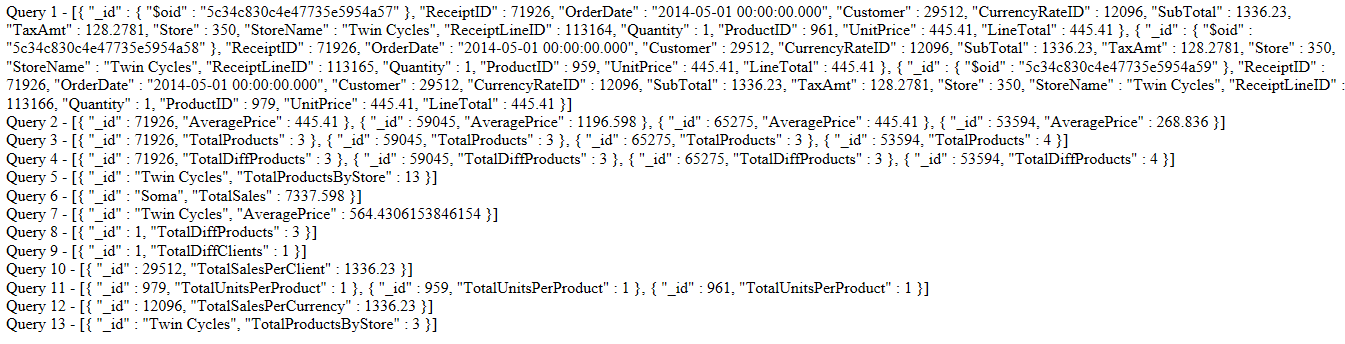 Query 1 - [{ "_id" : { "$oid" : "5c34c830c4e47735e5954a57" }, "ReceiptID" : 71926, "OrderDate" : "2014-05-01 00:00:00.000", "Customer" : 29512, "CurrencyRateID" : 12096, "SubTotal" : 1336.23,
"TaxAmt" : 128.2781, "Store" : 350, "StoreName" : "Twin Cycles", "ReceiptLineID" : 113164, "Quantity" : 1, "ProductID" : 961, "UnitPrice" : 445.41, "LineTotal" : 445.41 }, { "_id" : { "$oid" :
"5c34c830c4e47735e5954a58" }, "ReceiptID" : 71926, "OrderDate" : "2014-05-01 00:00:00.000", "Customer" : 29512, "CurrencyRateID" : 12096, "SubTotal" : 1336.23, "TaxAmt" : 128.2781, "Store" : 350,
"StoreName" : "Twin Cycles", "ReceiptLineID" : 113165, "Quantity" : 1, "ProductID" : 959, "UnitPrice" : 445.41, "LineTotal" : 445.41 }, { "_id" : { "$oid" : "5c34c830c4e47735e5954a59" }, "ReceiptID" :
71926, "OrderDate" : "2014-05-01 00:00:00.000", "Customer" : 29512, "CurrencyRateID" : 12096, "SubTotal" : 1336.23, "TaxAmt" : 128.2781, "Store" : 350, "StoreName" : "Twin Cycles", "ReceiptLineID" :
113166, "Quantity" : 1, "ProductID" : 979, "UnitPrice" : 445.41, "LineTotal" : 445.41 }]
Query 2 - [{ "_id" : 71926, "AveragePrice" : 445.41 }, { "_id" : 59045, "AveragePrice" : 1196.598 }, { "_id" : 65275, "AveragePrice" : 445.41 }, { "_id" : 53594, "AveragePrice" : 268.836 }]
Query 3 - [{ "_id" : 71926, "TotalProducts" : 3 }, { "_id" : 59045, "TotalProducts" : 3 }, { "_id" : 65275, "TotalProducts" : 3 }, { "_id" : 53594, "TotalProducts" : 4 }]
Query 4 - [{ "_id" : 71926, "TotalDiffProducts" : 3 }, { "_id" : 59045, "TotalDiffProducts" : 3 }, { "_id" : 65275, "TotalDiffProducts" : 3 }, { "_id" : 53594, "TotalDiffProducts" : 4 }]
Query 5 - [{ "_id" : "Twin Cycles", "TotalProductsByStore" : 13 }]
Query 6 - [{ "_id" : "Soma", "TotalSales" : 7337.598 }]
Query 7 - [{ "_id" : "Twin Cycles", "AveragePrice" : 564.4306153846154 }]
Query 8 - [{ "_id" : 1, "TotalDiffProducts" : 3 }]
Query 9 - [{ "_id" : 1, "TotalDiffClients" : 1 }]
Query 10 - [{ "_id" : 29512, "TotalSalesPerClient" : 1336.23 }]
Query 11 - [{ "_id" : 979, "TotalUnitsPerProduct" : 1 }, { "_id" : 959, "TotalUnitsPerProduct" : 1 }, { "_id" : 961, "TotalUnitsPerProduct" : 1 }]
Query 12 - [{ "_id" : 12096, "TotalSalesPerCurrency" : 1336.23 }]
Query 13 - [{ "_id" : "Twin Cycles", "TotalProductsByStore" : 3 }]